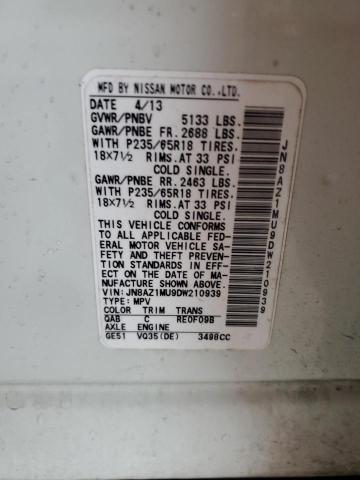 MFD BY NISSAN MOTOR CO.,LTD.
DATE 4/13
GVWR/PNBV 5133 LBS.
GAWR/PNBE FR. 2688 LBS.
WITH P235/65R18 TIRES.
18X7½ RIMS.AT 33 PSI
COLD SINGLE.
GAWR/PNBE RR. 2463 LBS.
WITH P235/65R18 TIRES.
18X7½ RIMS.AT 33 PSI
COLD SINGLE.
THIS VEHICLE CONFORMS
TO ALL APPLICABLE FED-
ERAL MOTOR VEHICLE SA-
FETY AND THEFT PREVEN-
TION STANDARDS IN EFF-
ECT ON THE DATE OF MA-
NUFACTURE SHOWN ABOVE.
VIN:JN8AZ1MU9DW210939
TYPE:MPV
COLOR TRIM TRANS
QAB C RE0F09B
AXLE ENGINE
GE51 VQ35(DE) 3498CC
JN8AZ1MU9DW210939